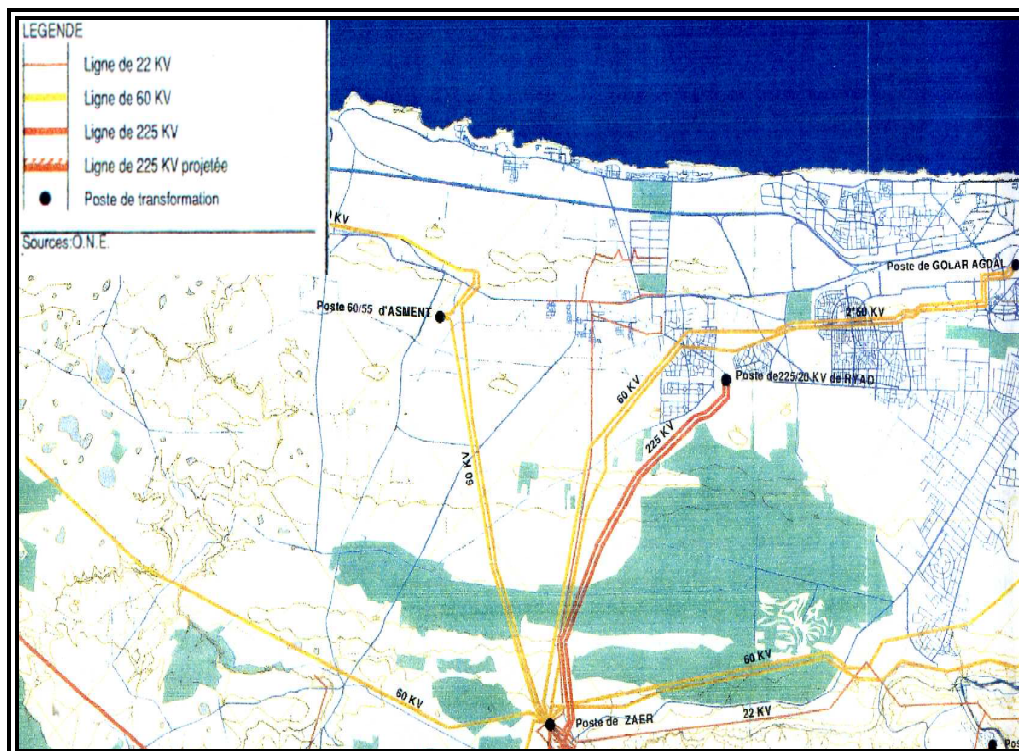 LEGENDE
Ligne de 22 KV
Ligne de 60 KV
Ligne de 225 KV
Ligne de 225 KV projetée
Poste de transformation
Sources:O.N.E.
KV
Poste de GOLAR AGDAL
Poste 60/55 d'ASMENT
2*60 KV
Poste de225/20 KV de RYAD
60 KV
225 KV
60 KV
60 KV
60 KV
22 KV
Poste de ZAER
Pos